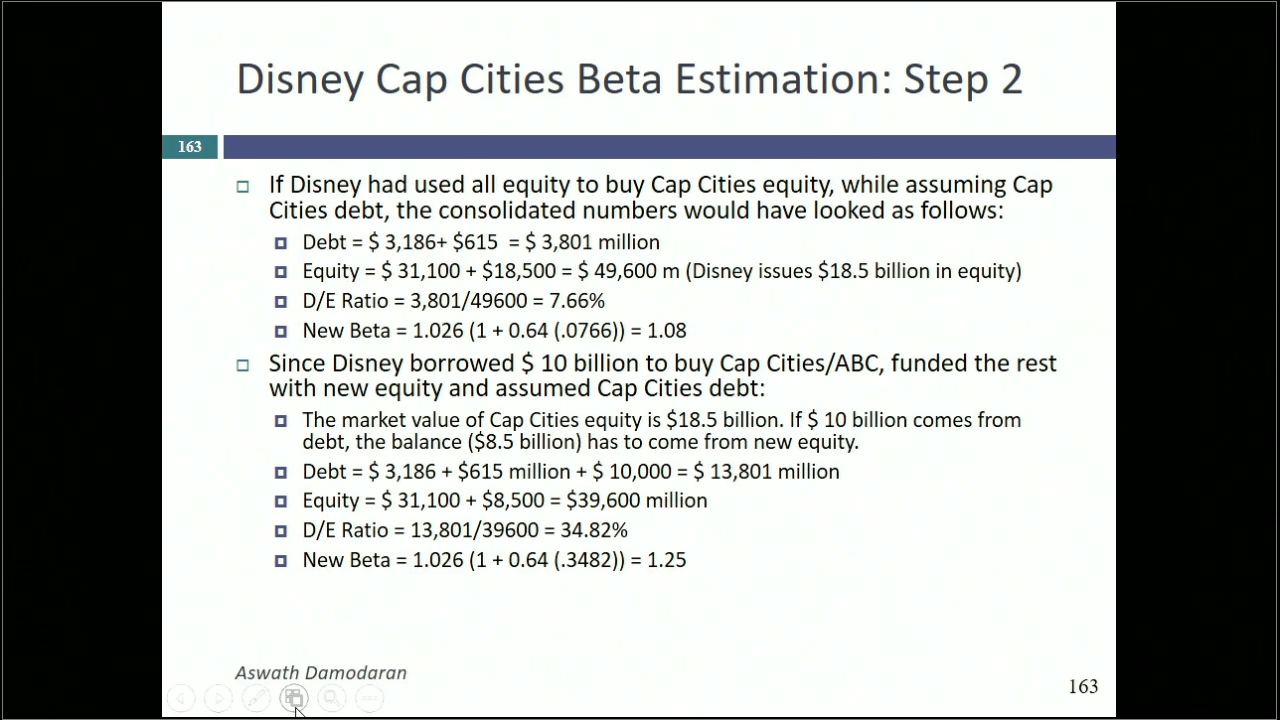 Disney Cap Cities Beta Estimation: Step 2
163
If Disney had used all equity to buy Cap Cities equity, while assuming Cap
Cities debt, the consolidated numbers would have looked as follows:
Debt = $ 3,186+ $615 = $ 3,801 million
Equity = $ 31,100 + $18,500 = $ 49,600 m (Disney issues $18.5 billion in equity)
D/E Ratio = 3,801/49600 = 7.66%
New Beta = 1.026 (1 + 0.64 (.0766)) = 1.08
Since Disney borrowed $ 10 billion to buy Cap Cities/ABC, funded the rest
with new equity and assumed Cap Cities debt:
The market value of Cap Cities equity is $18.5 billion. If $ 10 billion comes from
debt, the balance ($8.5 billion) has to come from new equity.
Debt = $ 3,186 + $615 million + $ 10,000 = $ 13,801 million
Equity = $ 31,100 + $8,500 = $39,600 million
D/E Ratio = 13,801/39600 = 34.82%
New Beta = 1.026 (1 + 0.64 (.3482)) = 1.25
Aswath Damodaran
163